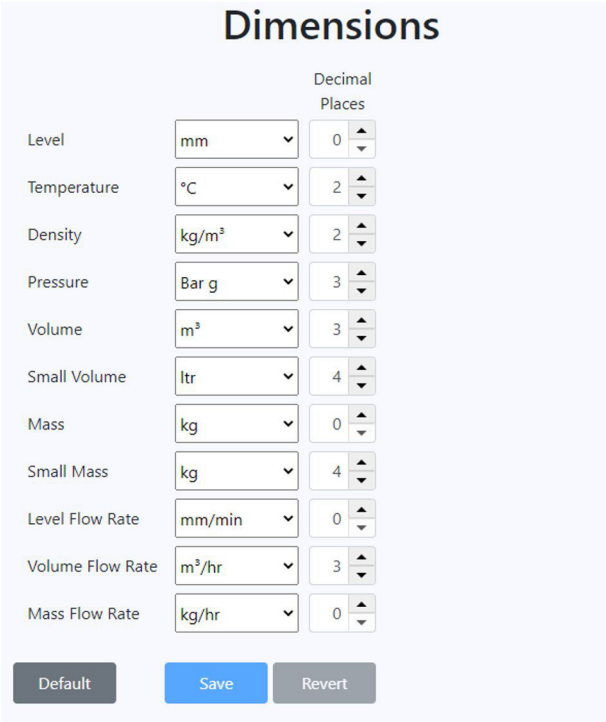 Dimensions
Decimal
Places
Level mm 0
Temperature °C 2
Density kg/m³ 2
Pressure Bar g 3
Volume m³ 3
Small Volume ltr 4
Mass kg 0
Small Mass kg 4
Level Flow Rate mm/min 0
Volume Flow Rate m³/hr 3
Mass Flow Rate kg/hr 0
Default Save Revert